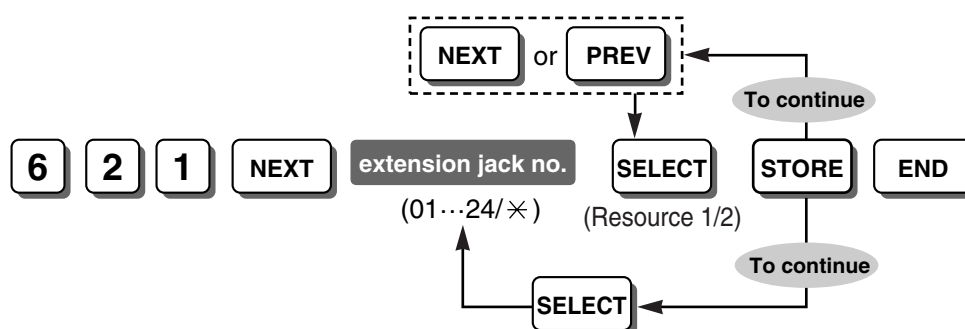 NEXT or PREV
To continue
6 2 1 NEXT extension jack no. SELECT STORE END
(01···24/✳) (Resource 1/2)
To continue
SELECT